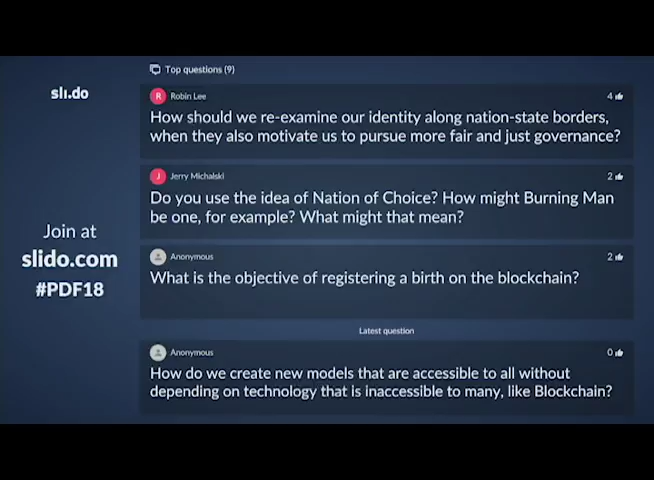 Top questions (9)
sli.do
R Robin Lee 4
How should we re-examine our identity along nation-state borders,
when they also motivate us to pursue more fair and just governance?
J Jerry Michalski 2
Do you use the idea of Nation of Choice? How might Burning Man
be one, for example? What might that mean?
Join at
slido.com
#PDF18
Anonymous 2
What is the objective of registering a birth on the blockchain?
Latest question
Anonymous 0
How do we create new models that are accessible to all without
depending on technology that is inaccessible to many, like Blockchain?